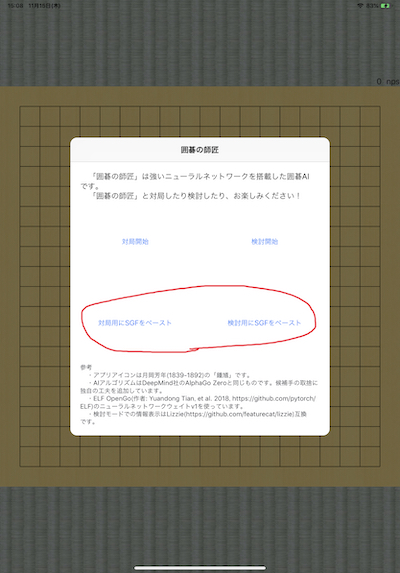 15:08 11月19日(木) 83%
0 nps
囲碁の師匠
「囲碁の師匠」は強いニューラルネットワークを搭載した囲碁AI
です。
「囲碁の師匠」と対局したり検討したり、お楽しみください！
対局開始 検討開始
対局用にSGFをペースト 検討用にSGFをペースト
参考
・アプリアイコンは月岡芳年(1839-1892)の「鍾馗」です。
・AIアルゴリズムはDeepMind社のAlphaGo Zeroと同じものです。候補手の取捨に
独自の工夫を追加しています。
・ELF OpenGo(作者: Yuandong Tian, et al. 2018, https://github.com/pytorch/
ELF)のニューラルネットワークウェイトv1を使っています。
・検討モードでの情報表示はLizzie(https://github.com/featurecat/lizzie)互換
です。